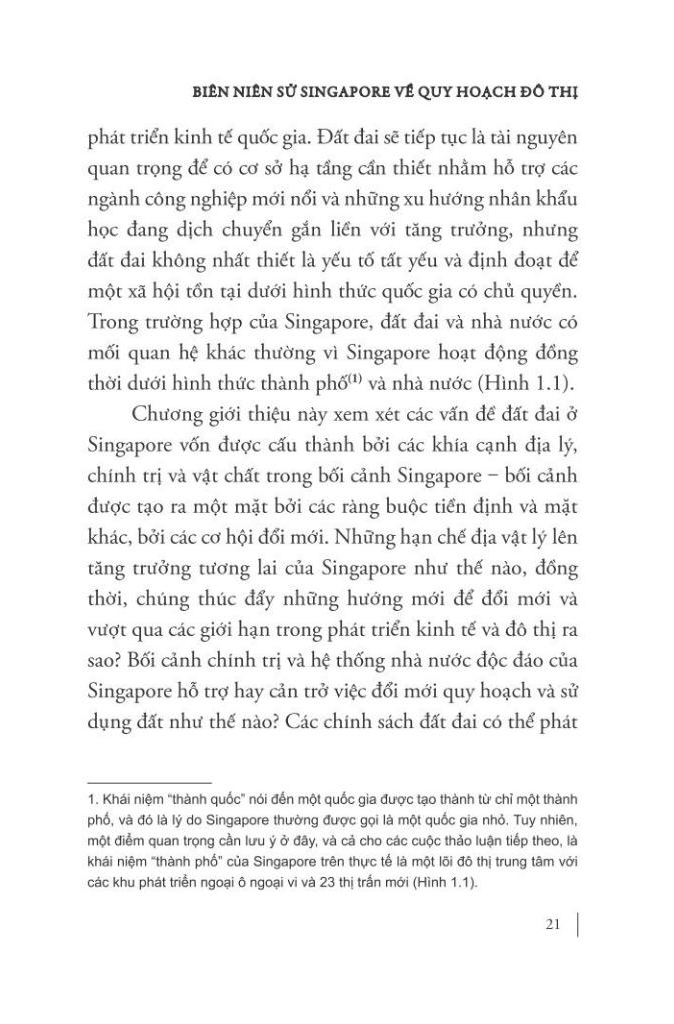 BIÊN NIÊN SỬ SINGAPORE VỀ QUY HOẠCH ĐÔ THỊ
phát triển kinh tế quốc gia. Đất đai sẽ tiếp tục là tài nguyên
quan trọng để có cơ sở hạ tầng cần thiết nhằm hỗ trợ các
ngành công nghiệp mới nổi và những xu hướng nhân khẩu
học đang dịch chuyển gắn liền với tăng trưởng, nhưng
đất đai không nhất thiết là yếu tố tất yếu và định đoạt để
một xã hội tồn tại dưới hình thức quốc gia có chủ quyền.
Trong trường hợp của Singapore, đất đai và nhà nước có
mối quan hệ khác thường vì Singapore hoạt động đồng
thời dưới hình thức thành phố(1) và nhà nước (Hình 1.1).
Chương giới thiệu này xem xét các vấn đề đất đai ở
Singapore vốn được cấu thành bởi các khía cạnh địa lý,
chính trị và vật chất trong bối cảnh Singapore – bối cảnh
được tạo ra một mặt bởi các ràng buộc tiền định và mặt
khác, bởi các cơ hội đổi mới. Những hạn chế địa vật lý lên
tăng trưởng tương lai của Singapore như thế nào, đồng
thời, chúng thúc đẩy những hướng mới để đổi mới và
vượt qua các giới hạn trong phát triển kinh tế và đô thị ra
sao? Bối cảnh chính trị và hệ thống nhà nước độc đáo của
Singapore hỗ trợ hay cản trở việc đổi mới quy hoạch và sử
dụng đất như thế nào? Các chính sách đất đai có thể phát
1. Khái niệm “thành quốc” nói đến một quốc gia được tạo thành từ chỉ một thành
phố, và đó là lý do Singapore thường được gọi là một quốc gia nhỏ. Tuy nhiên,
một điểm quan trọng cần lưu ý ở đây, và cả cho các cuộc thảo luận tiếp theo, là
khái niệm “thành phố” của Singapore trên thực tế là một lõi đô thị trung tâm với
các khu phát triển ngoại ô ngoại vi và 23 thị trấn mới (Hình 1.1).
21